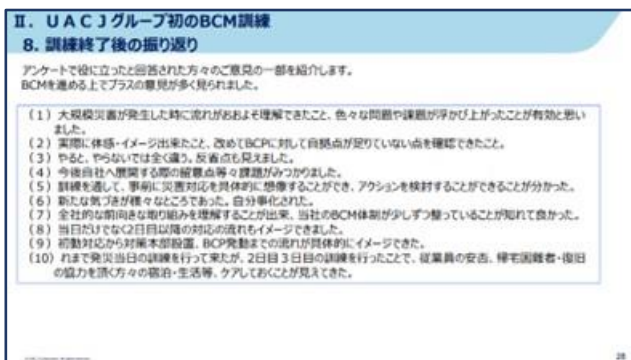 Ⅱ. UACJグループ初のBCM訓練
8. 訓練終了後の振り返り
アンケートで役に立ったと回答された方々のご意見の一部を紹介します。
BCMを進める上でプラスの意見が多く見られました。
（1）大規模災害が発生した時に流れがおおよそ理解できたこと、色々な問題や課題が浮かび上がったことが有効と思い
ました。
（2）実際に体感・イメージ出来たこと、改めてBCPに対して自拠点が足りていない点を確認できたこと。
（3）やると、やらないでは全く違う。反省点も見えました。
（4）今後自社へ展開する際の留意点等々課題がみつかりました。
（5）訓練を通して、事前に災害対応を具体的に想像することができ、アクションを検討することができることが分かった。
（6）新たな気づきが様々なところであった。自分事化された。
（7）全社的な前向きな取り組みを理解することが出来、当社のBCM体制が少しずつ整っていることが知れて良かった。
（8）当日だけでなく2日目以降の対応の流れもイメージできました。
（9）初動対応から対策本部設置、BCP発動までの流れが具体的にイメージできた。
（10）れまで発災当日の訓練を行って来たが、2日目3日目の訓練を行ったことで、従業員の安否、帰宅困難者・復旧
の協力を頂く方々の宿泊・生活等、ケアしておくことが見えてきた。
28